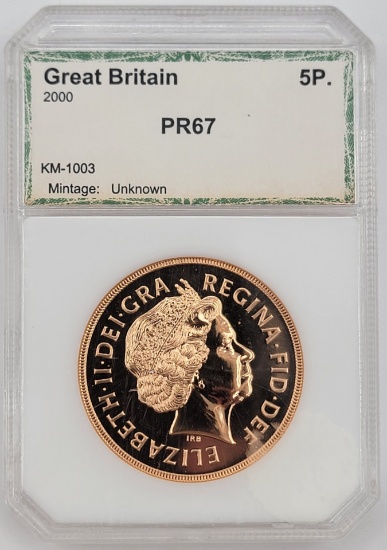 Great Britain 5P.
2000
PR67
KM-1003
Mintage: Unknown
ELIZABETH·II·DEI·GRA REGINA·FID·DEF
IRB